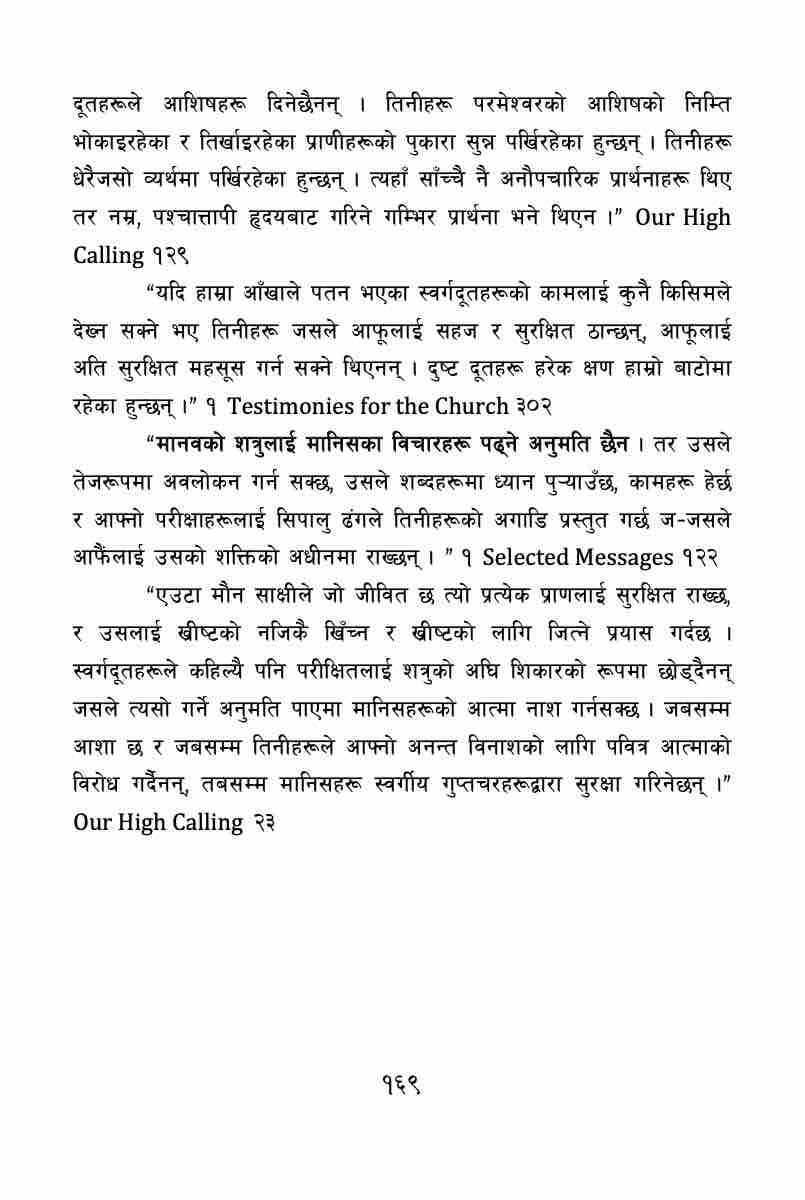 दूतहरूले आशिषहरू दिनेछैनन् । तिनीहरू परमेश्वरको आशिषको निम्ति
भोकाइरहेका र तिर्खाइरहेका प्राणीहरूको पुकारा सुन्न पर्खिरहेका हुन्छन् । तिनीहरू
धेरैजसो व्यर्थमा पर्खिरहेका हुन्छन् । त्यहाँ साँच्चै नै अनौपचारिक प्रार्थनाहरू थिए
तर नम्र, पश्चात्तापी हृदयबाट गरिने गम्भिर प्रार्थना भने थिएन ।” Our High
Calling १२९
“यदि हाम्रा आँखाले पतन भएका स्वर्गदूतहरूको कामलाई कुनै किसिमले
देख्न सक्ने भए तिनीहरू जसले आफूलाई सहज र सुरक्षित ठान्छन्, आफूलाई
अति सुरक्षित महसूस गर्न सक्ने थिएनन् । दुष्ट दूतहरू हरेक क्षण हाम्रो बाटोमा
रहेका हुन्छन् ।” १ Testimonies for the Church ३०२
“मानवको शत्रुलाई मानिसका विचारहरू पढ्ने अनुमति छैन । तर उसले
तेजरूपमा अवलोकन गर्न सक्छ, उसले शब्दहरूमा ध्यान पुऱ्याउँछ, कामहरू हेर्छ
र आफ्नो परीक्षाहरूलाई सिपालु ढंगले तिनीहरूको अगाडि प्रस्तुत गर्छ ज-जसले
आफैंलाई उसको शक्तिको अधीनमा राख्छन् । ” १ Selected Messages १२२
“एउटा मौन साक्षीले जो जीवित छ त्यो प्रत्येक प्राणलाई सुरक्षित राख्छ,
र उसलाई ख्रीष्टको नजिकै खिँच्न र ख्रीष्टको लागि जित्ने प्रयास गर्दछ ।
स्वर्गदूतहरूले कहिल्यै पनि परीक्षितलाई शत्रुको अघि शिकारको रूपमा छोड्दैनन्
जसले त्यसो गर्ने अनुमति पाएमा मानिसहरूको आत्मा नाश गर्नसक्छ । जबसम्म
आशा छ र जबसम्म तिनीहरूले आफ्नो अनन्त विनाशको लागि पवित्र आत्माको
विरोध गर्दैनन्, तबसम्म मानिसहरू स्वर्गीय गुप्तचरहरूद्वारा सुरक्षा गरिनेछन् ।”
Our High Calling २३
१६९